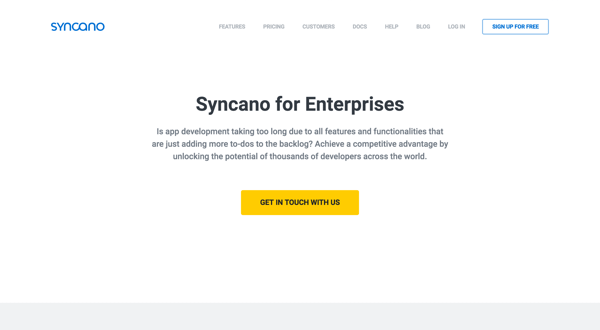 SYNCANO
FEATURES PRICING CUSTOMERS DOCS HELP BLOG LOG IN SIGN UP FOR FREE
Syncano for Enterprises
Is app development taking too long due to all features and functionalities that
are just adding more to-dos to the backlog? Achieve a competitive advantage by
unlocking the potential of thousands of developers across the world.
GET IN TOUCH WITH US